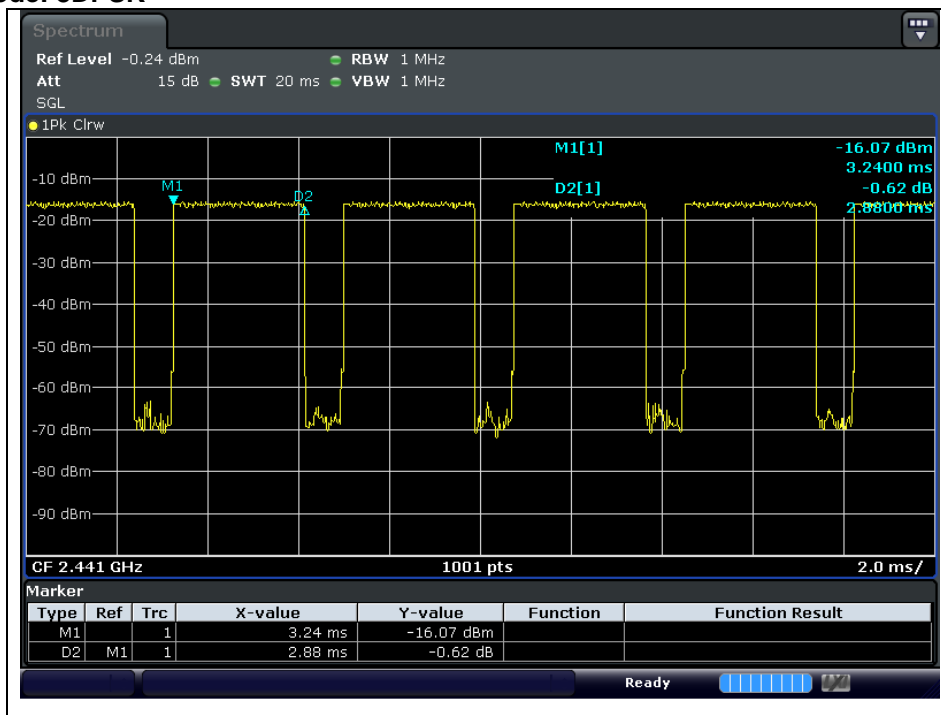 Spectrum
Ref Level -0.24 dBm RBW 1 MHz
Att 15 dB SWT 20 ms VBW 1 MHz
SGL
1Pk Clrw
M1[1] -16.07 dBm
3.2400 ms
D2[1] -0.62 dB
2.8800 ms
M1
D2
-10 dBm
-20 dBm
-30 dBm
-40 dBm
-50 dBm
-60 dBm
-70 dBm
-80 dBm
-90 dBm
CF 2.441 GHz 1001 pts 2.0 ms/
Marker
Type Ref Trc X-value Y-value Function Function Result
M1 1 3.24 ms -16.07 dBm
D2 M1 1 2.88 ms -0.62 dB
Ready